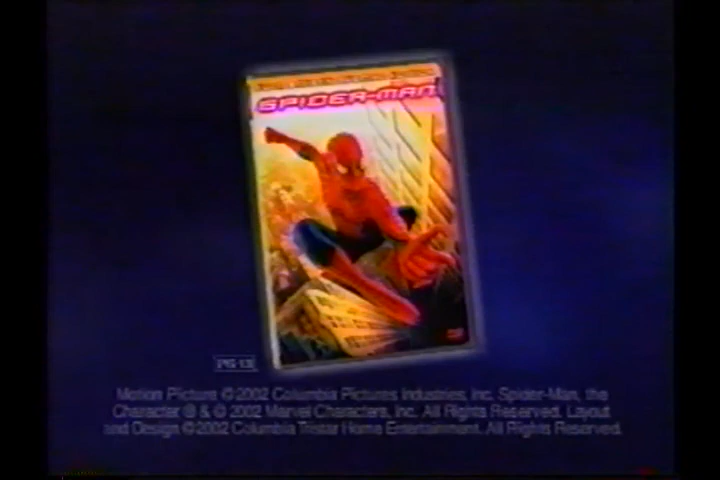 SPIDER-MAN
PG-13
Motion Picture © 2002 Columbia Pictures Industries, Inc. Spider-Man, the
Character ® & © 2002 Marvel Characters, Inc. All Rights Reserved. Layout
and Design © 2002 Columbia Tristar Home Entertainment. All Rights Reserved.